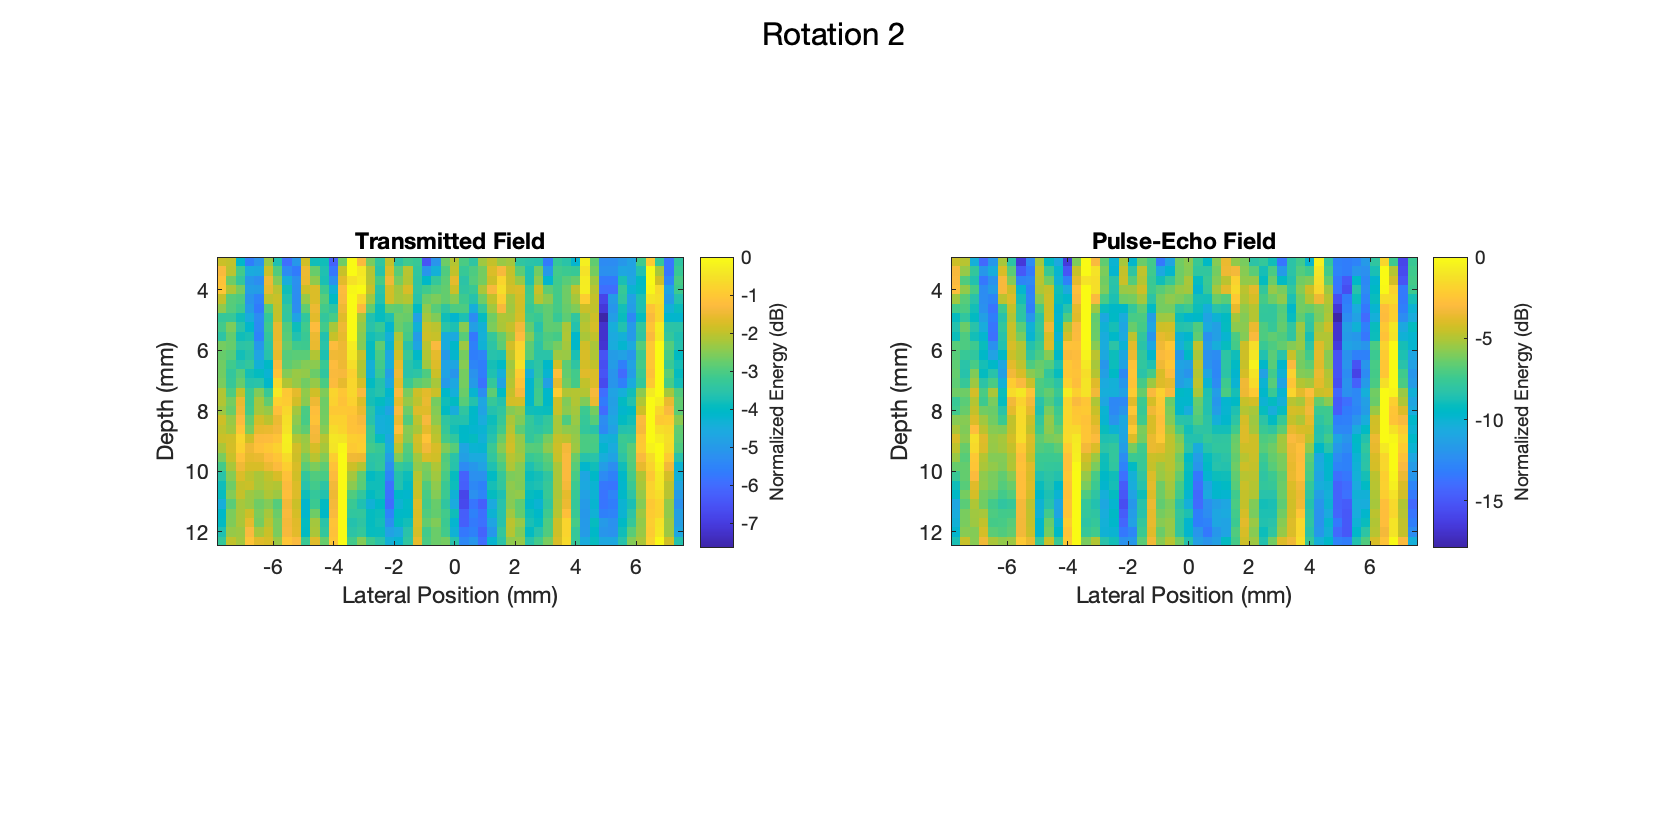 Rotation 2
Transmitted Field
4
6
8
10
12
Depth (mm)
-6 -4 -2 0 2 4 6
Lateral Position (mm)
0
-1
-2
-3
-4
-5
-6
-7
Normalized Energy (dB)
Pulse-Echo Field
4
6
8
10
12
Depth (mm)
-6 -4 -2 0 2 4 6
Lateral Position (mm)
0
-5
-10
-15
Normalized Energy (dB)